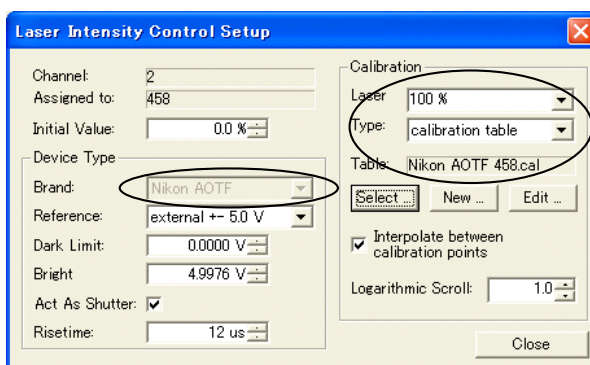 Laser Intensity Control Setup
Channel: 2
Assigned to: 458
Initial Value: 0.0 %
Device Type
Brand: Nikon AOTF
Reference: external +- 5.0 V
Dark Limit: 0.0000 V
Bright 4.9976 V
Act As Shutter:
Risetime: 12 us
Calibration
Laser 100 %
Type: calibration table
Table: Nikon AOTF 458.cal
Select ... New ... Edit ...
Interpolate between
calibration points
Logarithmic Scroll: 1.0
Close